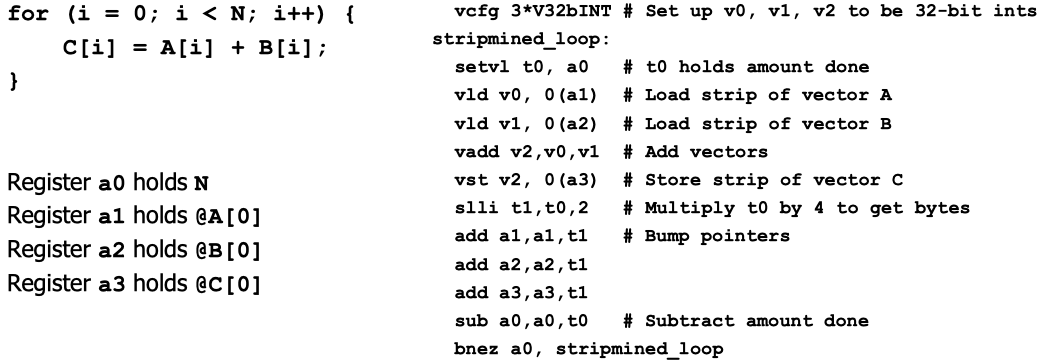 for (i = 0; i < N; i++) {
    C[i] = A[i] + B[i];
}
Register a0 holds N
Register a1 holds @A[0]
Register a2 holds @B[0]
Register a3 holds @C[0]
vcfg 3*V32bINT # Set up v0, v1, v2 to be 32-bit ints
stripmined_loop:
setvl t0, a0 # t0 holds amount done
vld v0, 0(a1) # Load strip of vector A
vld v1, 0(a2) # Load strip of vector B
vadd v2,v0,v1 # Add vectors
vst v2, 0(a3) # Store strip of vector C
slli t1,t0,2 # Multiply t0 by 4 to get bytes
add a1,a1,t1 # Bump pointers
add a2,a2,t1
add a3,a3,t1
sub a0,a0,t0 # Subtract amount done
bnez a0, stripmined_loop